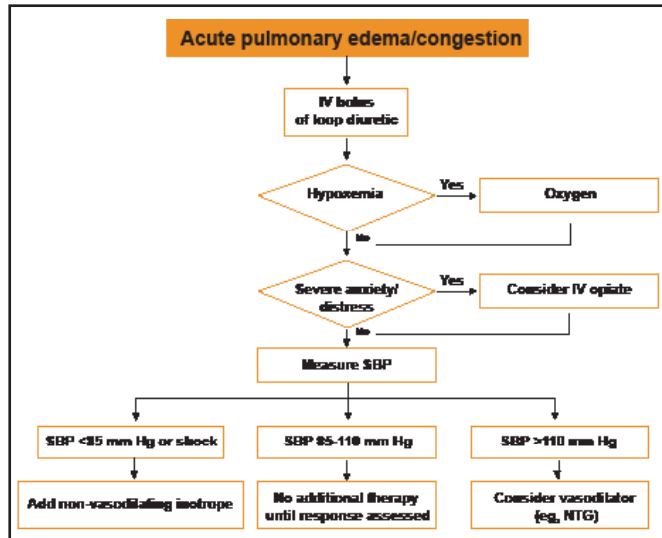 Acute pulmonary edema/congestion
IV bolus
of loop diuretic
Hypoxemia
Yes
Oxygen
No
Severe anxiety/
distress
Yes
Consider IV opiate
No
Measure SBP
SBP <85 mm Hg or shock
SBP 85-110 mm Hg
SBP >110 mm Hg
Add non-vasodilating inotrope
No additional therapy
until response assessed
Consider vasodilator
(eg, NTG)